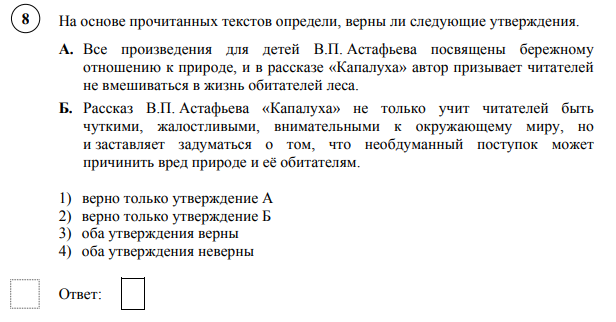 8 На основе прочитанных текстов определи, верны ли следующие утверждения.
А. Все произведения для детей В.П. Астафьева посвящены бережному
отношению к природе, и в рассказе «Капалуха» автор призывает читателей
не вмешиваться в жизнь обитателей леса.
Б. Рассказ В.П. Астафьева «Капалуха» не только учит читателей быть
чуткими, жалостливыми, внимательными к окружающему миру, но
и заставляет задуматься о том, что необдуманный поступок может
причинить вред природе и её обитателям.
1) верно только утверждение А
2) верно только утверждение Б
3) оба утверждения верны
4) оба утверждения неверны
Ответ: